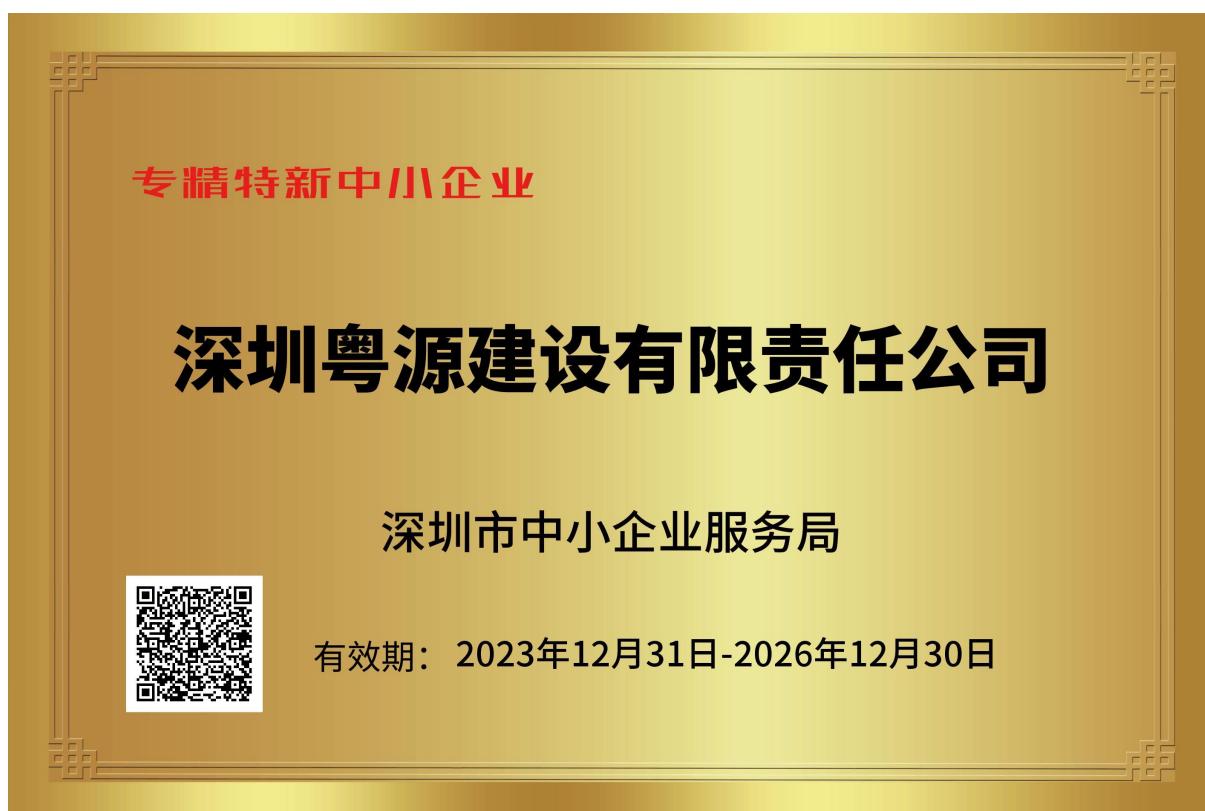 专精特新中小企业
深圳粤源建设有限责任公司
深圳市中小企业服务局
有效期：2023年12月31日-2026年12月30日